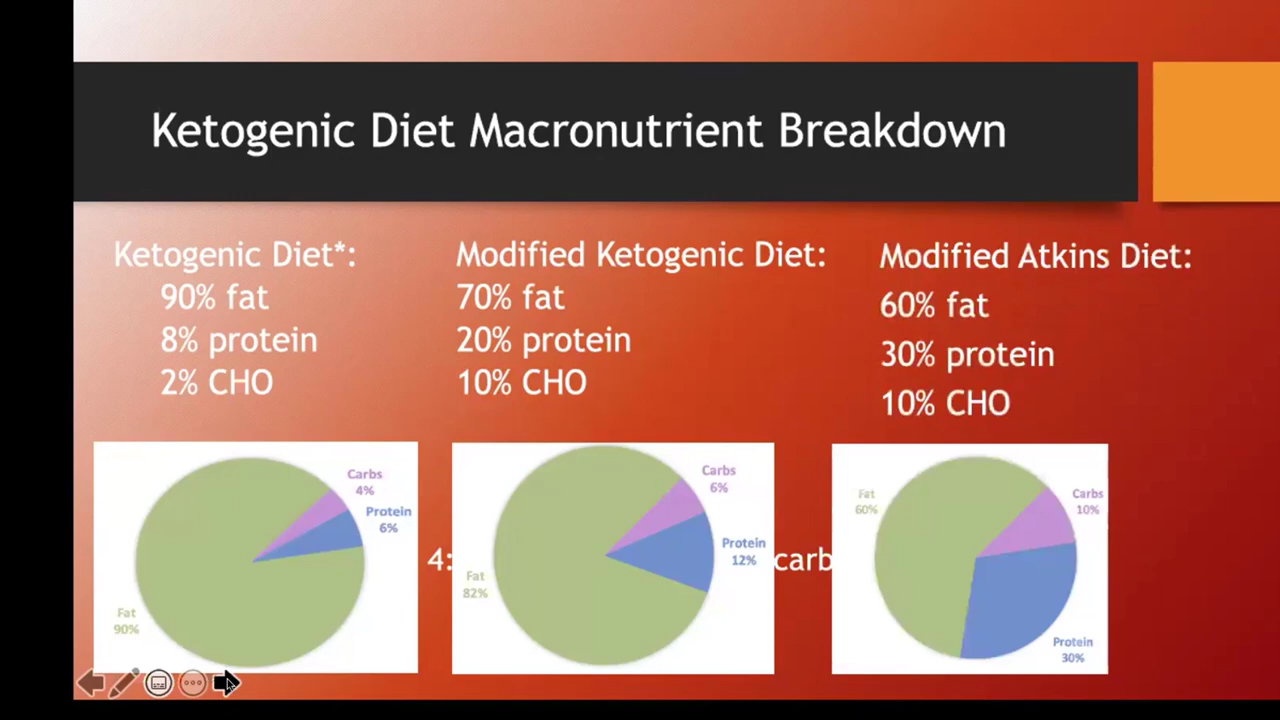 Ketogenic Diet Macronutrient Breakdown
Ketogenic Diet*:
90% fat
8% protein
2% CHO
Modified Ketogenic Diet:
70% fat
20% protein
10% CHO
Modified Atkins Diet:
60% fat
30% protein
10% CHO
Carbs
4%
Protein
6%
Fat
90%
4:
Carbs
6%
Protein
12%
Fat
82%
carb
Fat
60%
Carbs
10%
Protein
30%